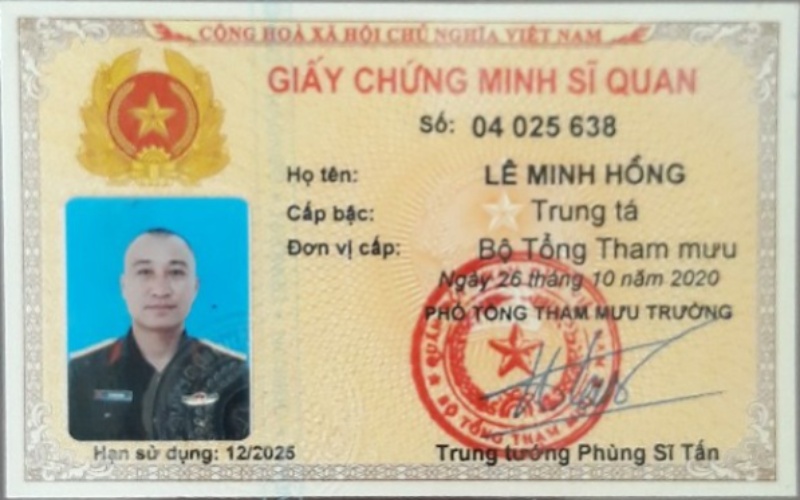 CỘNG HOÀ XÃ HỘI CHỦ NGHĨA VIỆT NAM
GIẤY CHỨNG MINH SĨ QUAN
Số: 04 025 638
Họ tên: LÊ MINH HỒNG
Cấp bậc: Trung tá
Đơn vị cấp: Bộ Tổng Tham mưu
Ngày 26 tháng 10 năm 2020
PHÓ TỔNG THAM MƯU TRƯỞNG
BỘ TỔNG THAM
Hạn sử dụng: 12/2025
Trung tướng Phùng Sĩ Tấn